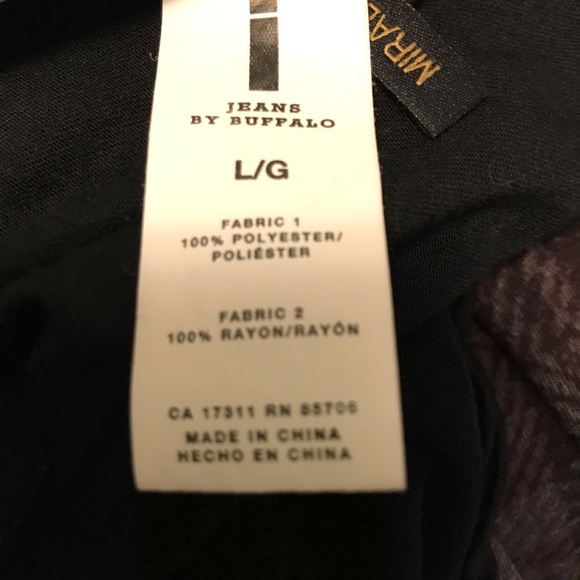 JEANS
BY BUFFALO
L/G
FABRIC 1
100% POLYESTER/
POLIÉSTER
FABRIC 2
100% RAYON/RAYÓN
CA 17311 RN 85706
MADE IN CHINA
HECHO EN CHINA